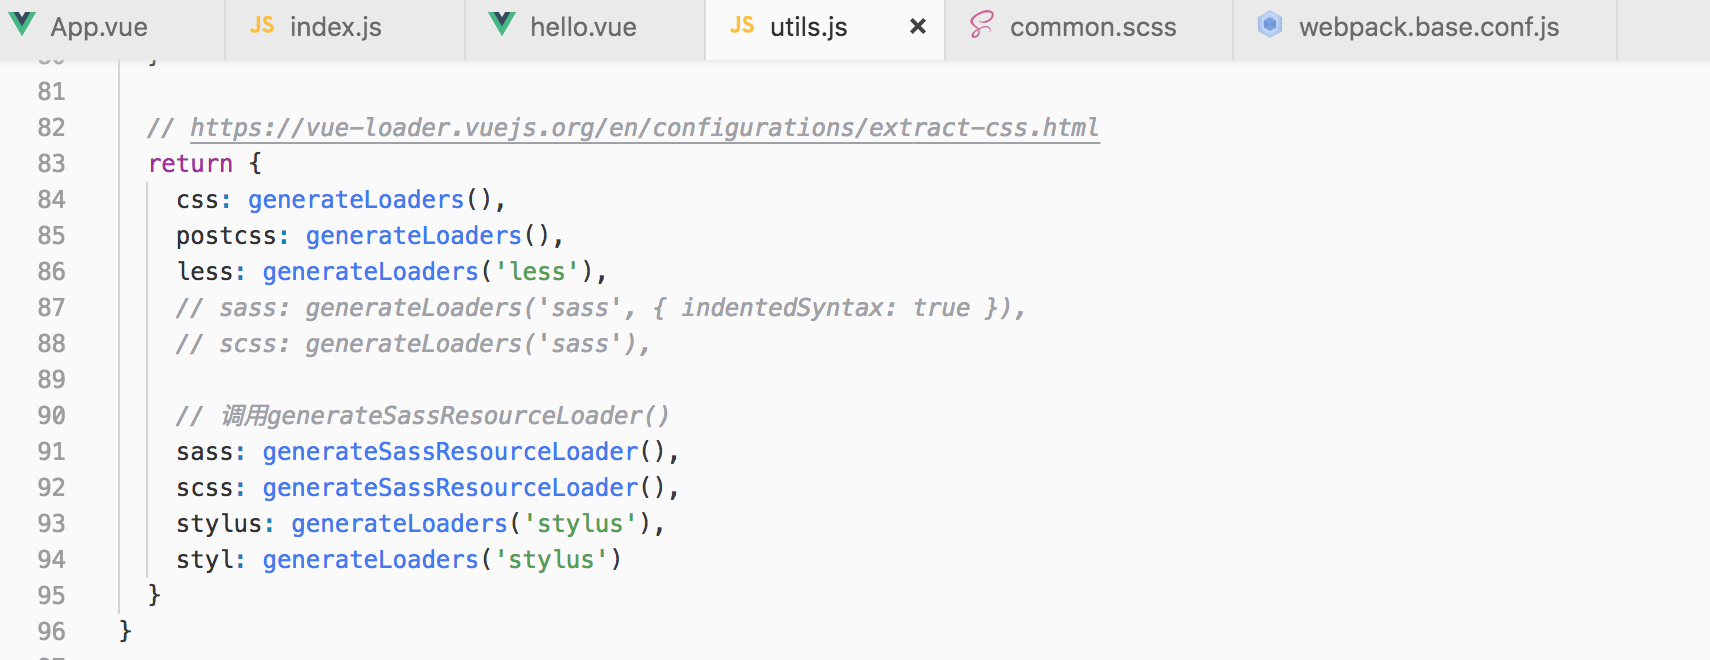 App.vue JS index.js hello.vue JS utils.js × common.scss webpack.base.conf.js
81
82 // https://vue-loader.vuejs.org/en/configurations/extract-css.html
83 return {
84 css: generateLoaders(),
85 postcss: generateLoaders(),
86 less: generateLoaders('less'),
87 // sass: generateLoaders('sass', { indentedSyntax: true }),
88 // scss: generateLoaders('sass'),
89
90 // 调用generateSassResourceLoader()
91 sass: generateSassResourceLoader(),
92 scss: generateSassResourceLoader(),
93 stylus: generateLoaders('stylus'),
94 styl: generateLoaders('stylus')
95 }
96 }